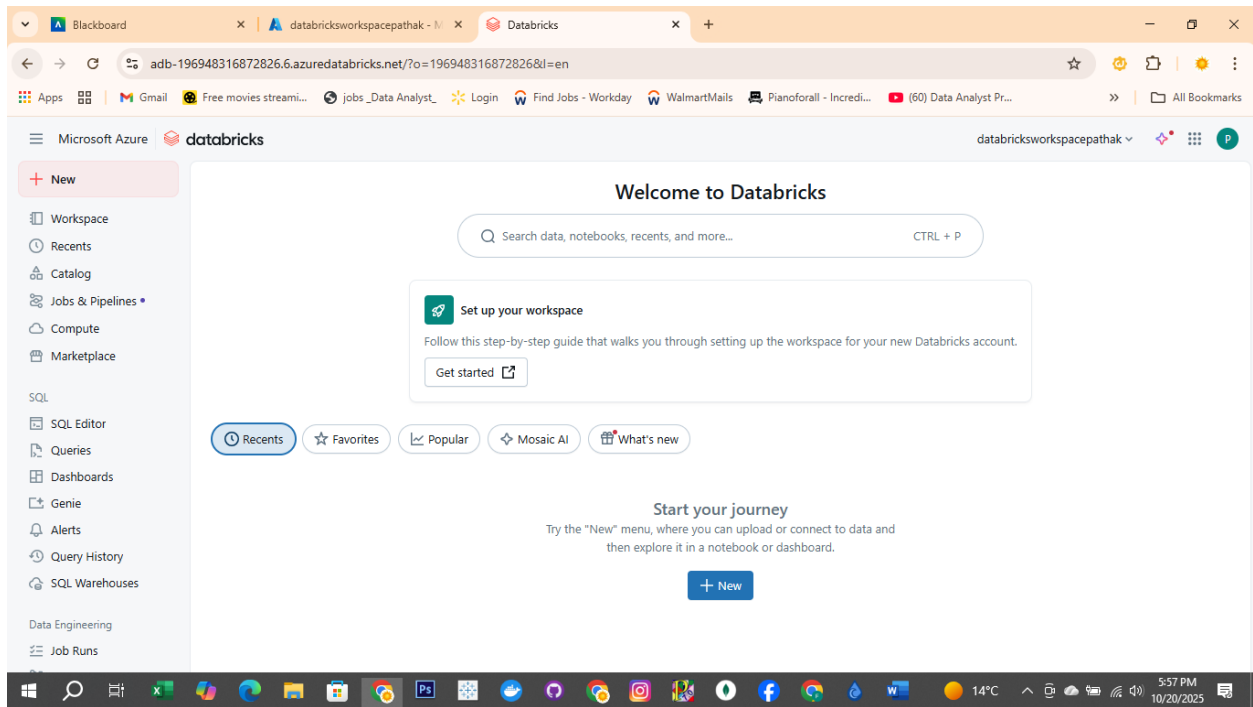 Blackboard
databricksworkspacepathak - M
Databricks
adb-196948316872826.6.azuredatabricks.net/?o=196948316872826&l=en
Apps
Gmail
Free movies streami...
jobs _Data Analyst_
Login
Find Jobs - Workday
WalmartMails
Pianoforall - Incredi...
(60) Data Analyst Pr...
All Bookmarks
Microsoft Azure
databricks
databricksworkspacepathak
P
New
Workspace
Recents
Catalog
Jobs & Pipelines
Compute
Marketplace
SQL
SQL Editor
Queries
Dashboards
Genie
Alerts
Query History
SQL Warehouses
Data Engineering
Job Runs
Welcome to Databricks
Search data, notebooks, recents, and more...
CTRL + P
Set up your workspace
Follow this step-by-step guide that walks you through setting up the workspace for your new Databricks account.
Get started
Recents
Favorites
Popular
Mosaic AI
What's new
Start your journey
Try the "New" menu, where you can upload or connect to data and
then explore it in a notebook or dashboard.
New
Ps
14°C
5:57 PM
10/20/2025